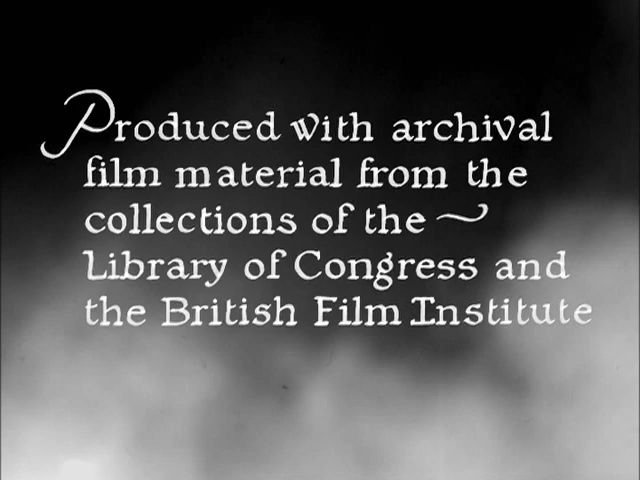 Produced with archival
film material from the
collections of the ~
Library of Congress and
the British Film Institute